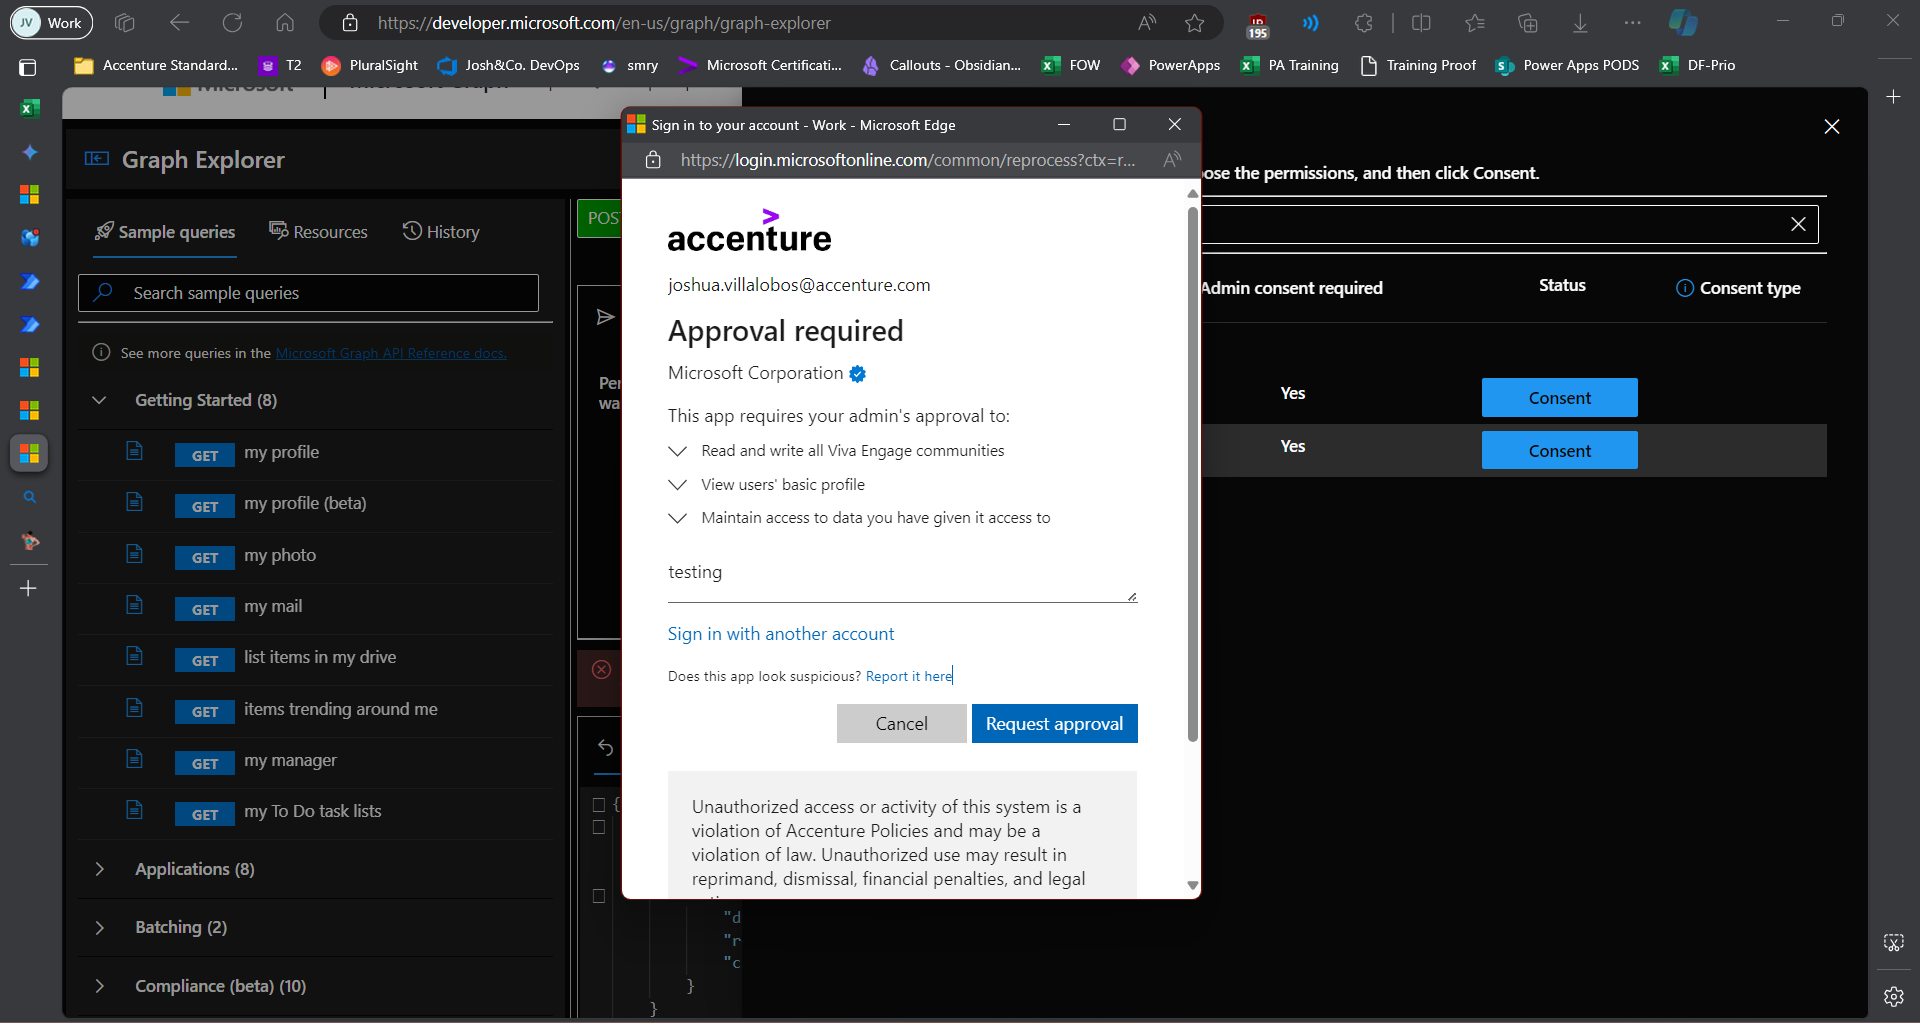 JV Work
https://developer.microsoft.com/en-us/graph/graph-explorer
195
Accenture Standard... T2 PluralSight Josh&Co. DevOps smry Microsoft Certificati... Callouts - Obsidian... FOW PowerApps PA Training Training Proof Power Apps PODS DF-Prio
Graph Explorer
Sample queries Resources History
Search sample queries
See more queries in the Microsoft Graph API Reference docs.
Getting Started (8)
GET my profile
GET my profile (beta)
GET my photo
GET my mail
GET list items in my drive
GET items trending around me
GET my manager
GET my To Do task lists
Applications (8)
Batching (2)
Compliance (beta) (10)
POS
Per
wa
{
"d
"r
"c
}
}
Sign in to your account - Work - Microsoft Edge
https://login.microsoftonline.com/common/reprocess?ctx=r...
accenture
joshua.villalobos@accenture.com
Approval required
Microsoft Corporation
This app requires your admin's approval to:
Read and write all Viva Engage communities
View users' basic profile
Maintain access to data you have given it access to
testing
Sign in with another account
Does this app look suspicious? Report it here
Cancel Request approval
Unauthorized access or activity of this system is a
violation of Accenture Policies and may be a
violation of law. Unauthorized use may result in
reprimand, dismissal, financial penalties, and legal
ose the permissions, and then click Consent.
Admin consent required Status Consent type
Yes Consent
Yes Consent